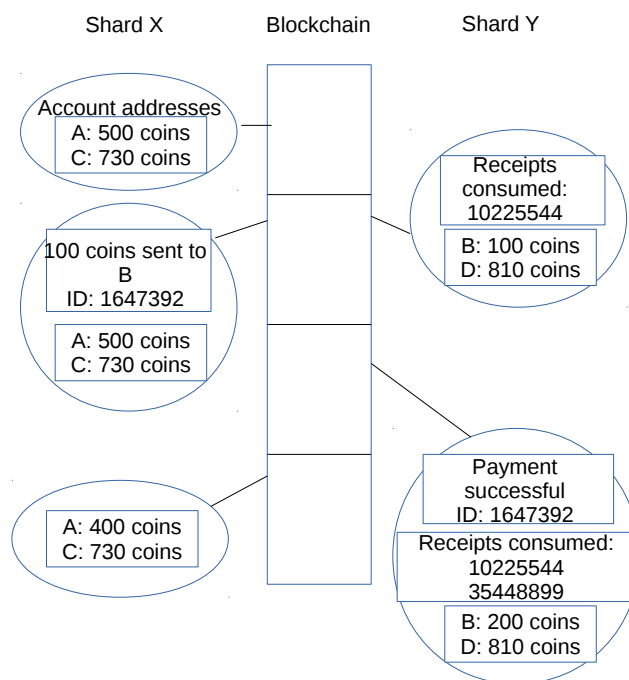 Shard X
Blockchain
Shard Y
Account addresses
A: 500 coins
C: 730 coins
Receipts
consumed:
10225544
B: 100 coins
D: 810 coins
100 coins sent to
B
ID: 1647392
A: 500 coins
C: 730 coins
Payment
successful
ID: 1647392
Receipts consumed:
10225544
35448899
B: 200 coins
D: 810 coins
A: 400 coins
C: 730 coins